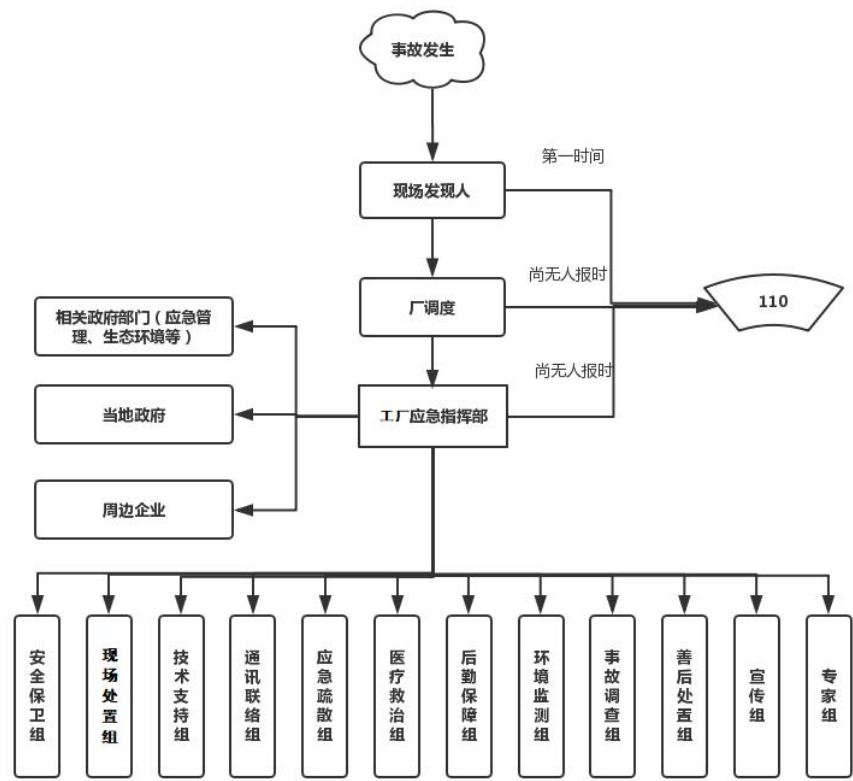 事故发生
第一时间
现场发现人
尚无人报时
厂调度
110
相关政府部门（应急管
理、生态环境等）
尚无人报时
当地政府
工厂应急指挥部
周边企业
安全保卫组
现场处置组
技术支持组
通讯联络组
应急疏散组
医疗救治组
后勤保障组
环境监测组
事故调查组
善后处置组
宣传组
专家组